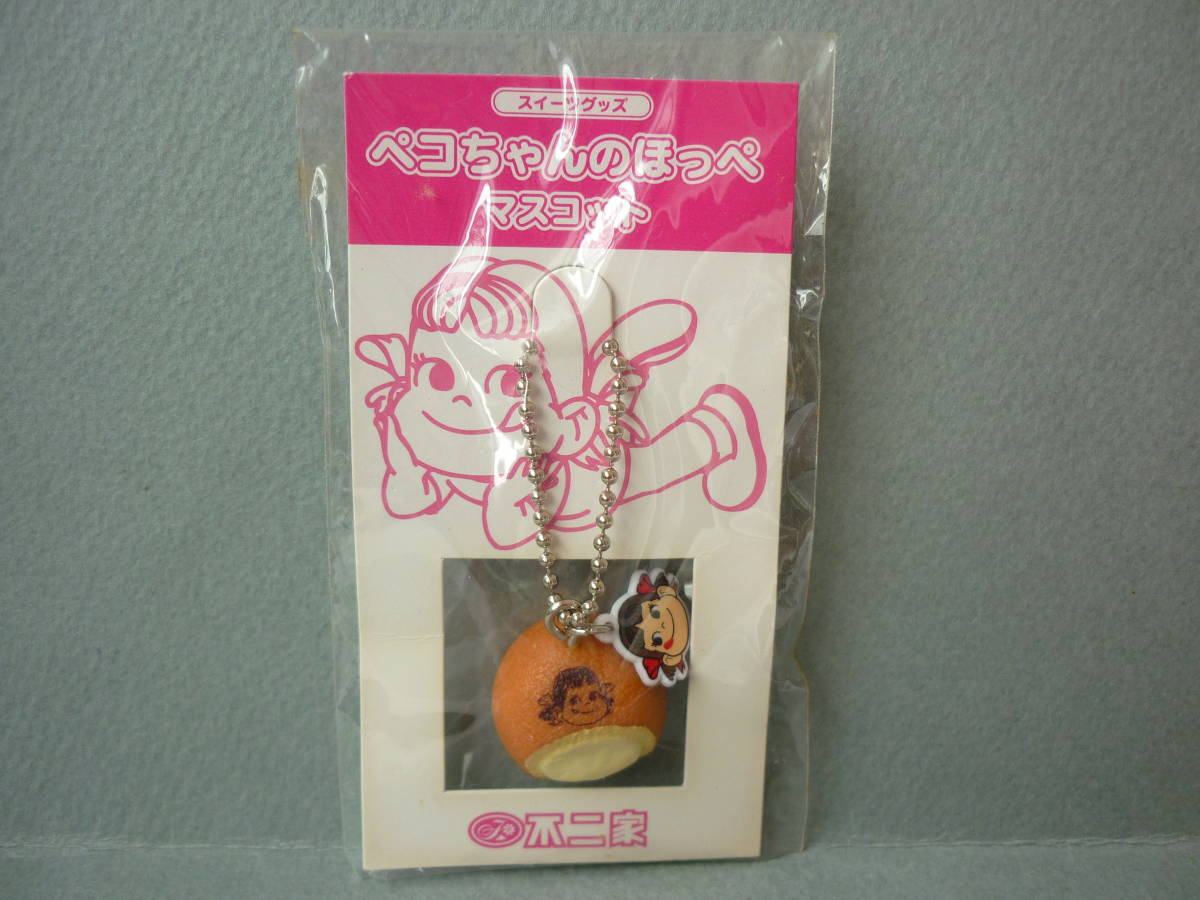 スイーツグッズ
ペコちゃんのほっぺ
マスコット
不二家